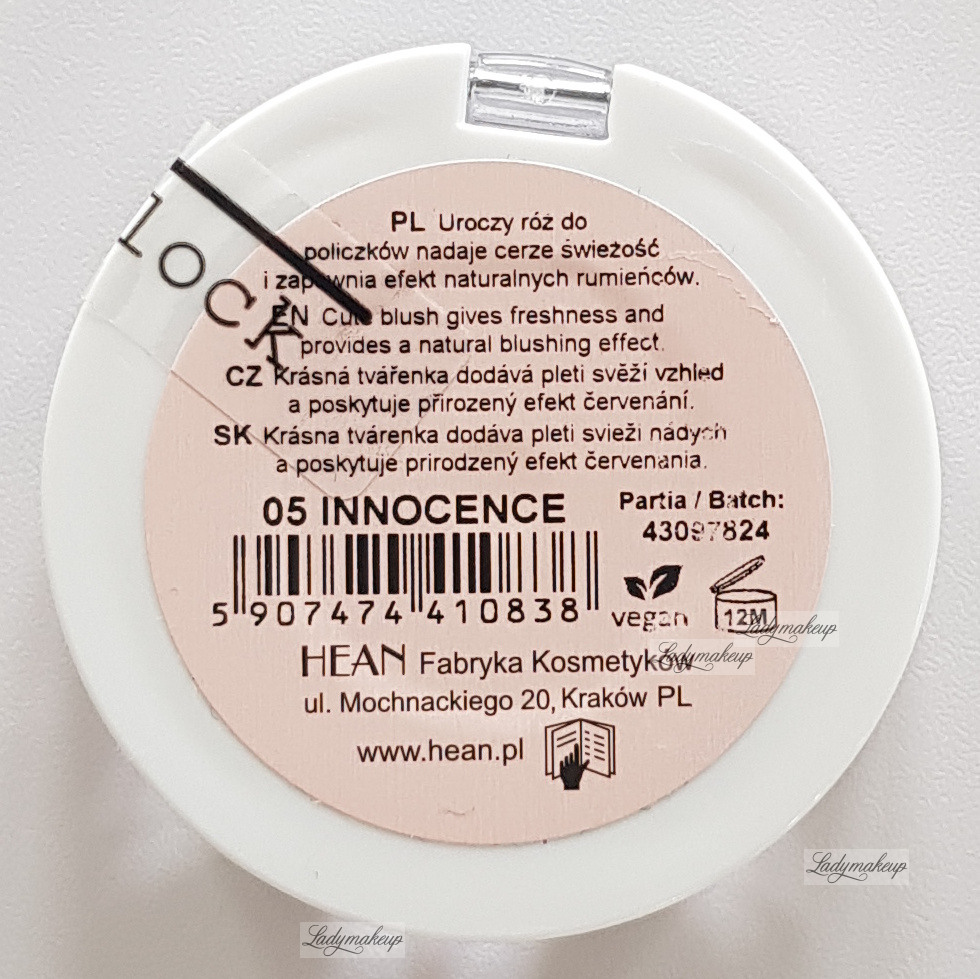 lOCK
PL Uroczy róż do
policzków nadaje cerze świeżość
i zapewnia efekt naturalnych rumieńców.
EN Cute blush gives freshness and
provides a natural blushing effect.
CZ Krásná tvářenka dodává pleti svěží vzhled
a poskytuje přirozený efekt červenání.
SK Krásna tvárenka dodáva pleti svieži nádych
a poskytuje prirodzený efekt červenania.
05 INNOCENCE
Partia / Batch:
43097824
5 907474 410838
vegan
12M
HEAN Fabryka Kosmetyków
ul. Mochnackiego 20, Kraków PL
www.hean.pl
Ladymakeup
Ladymakeup
Ladymakeup
Ladymakeup